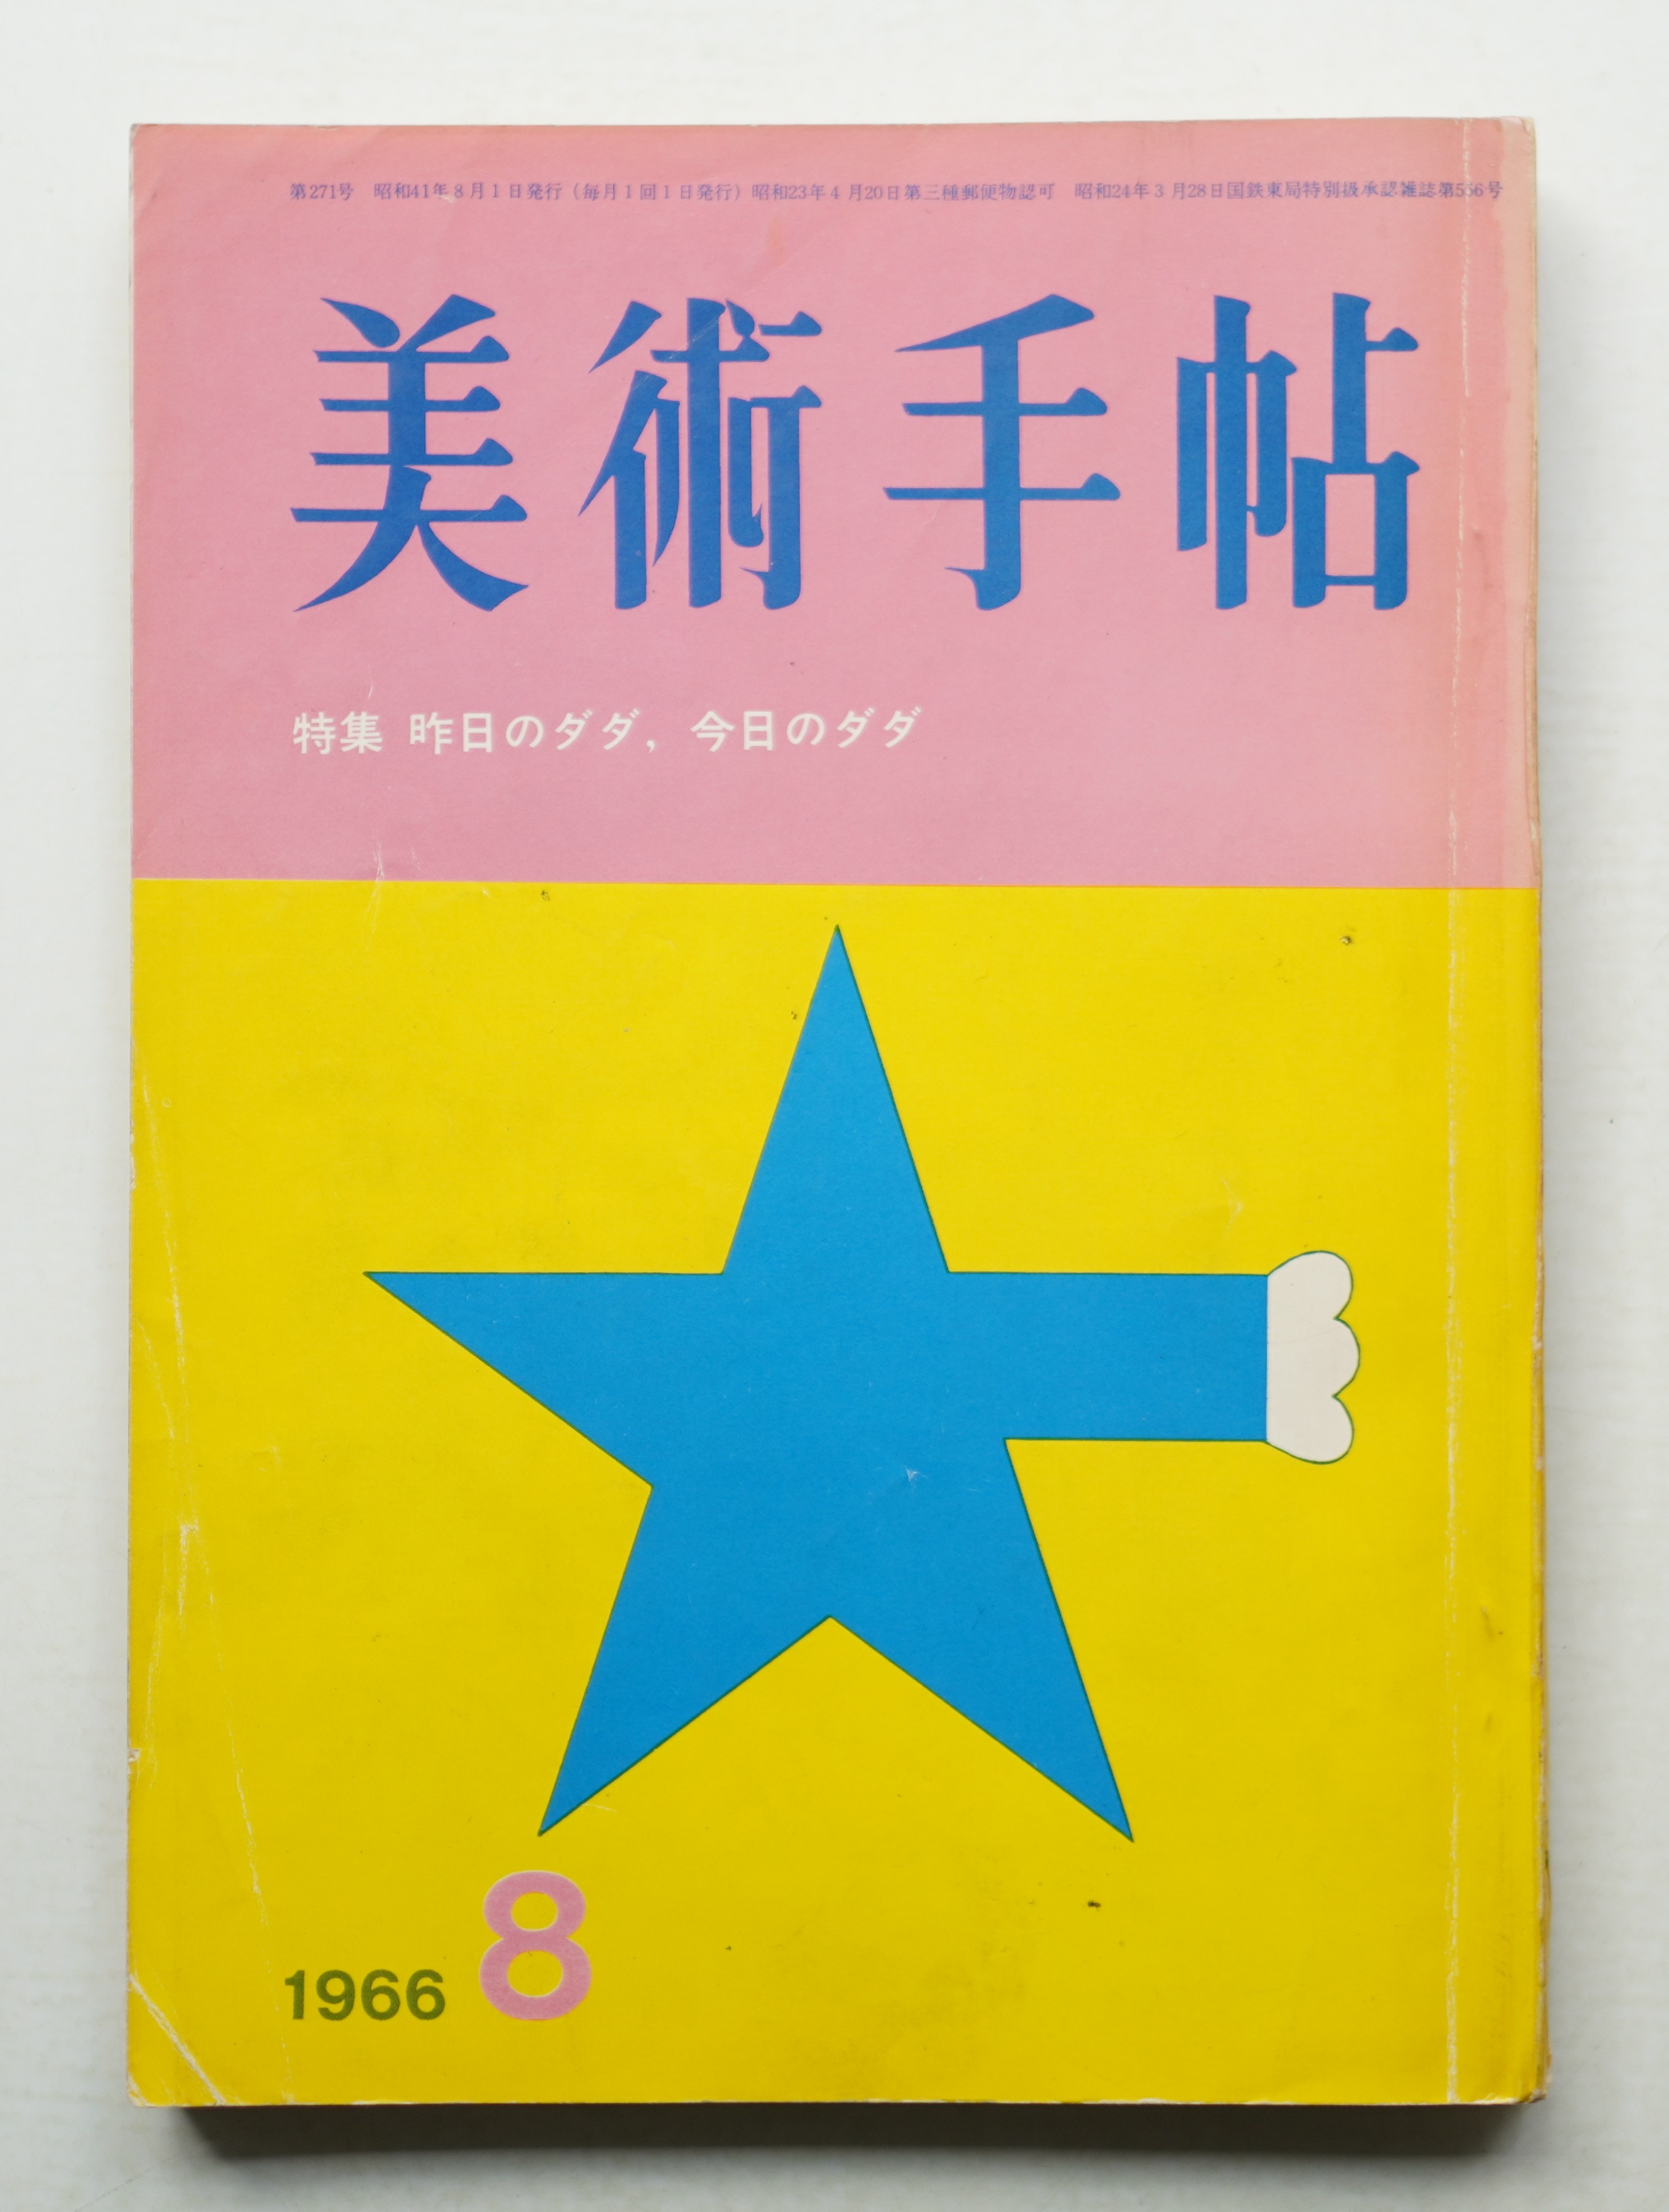 第271号　昭和41年8月1日発行（毎月1回1日発行）昭和23年4月20日第三種郵便物認可　昭和24年3月28日国鉄東局特別扱承認雑誌第556号
美術手帖
特集 昨日のダダ，今日のダダ
1966 8